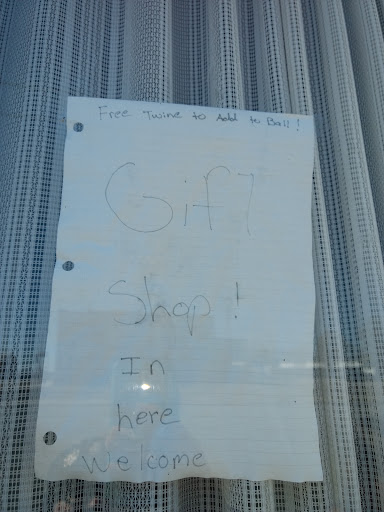 Free Twine to Add to Ball!
Gift
Shop!
In
here
Welcome